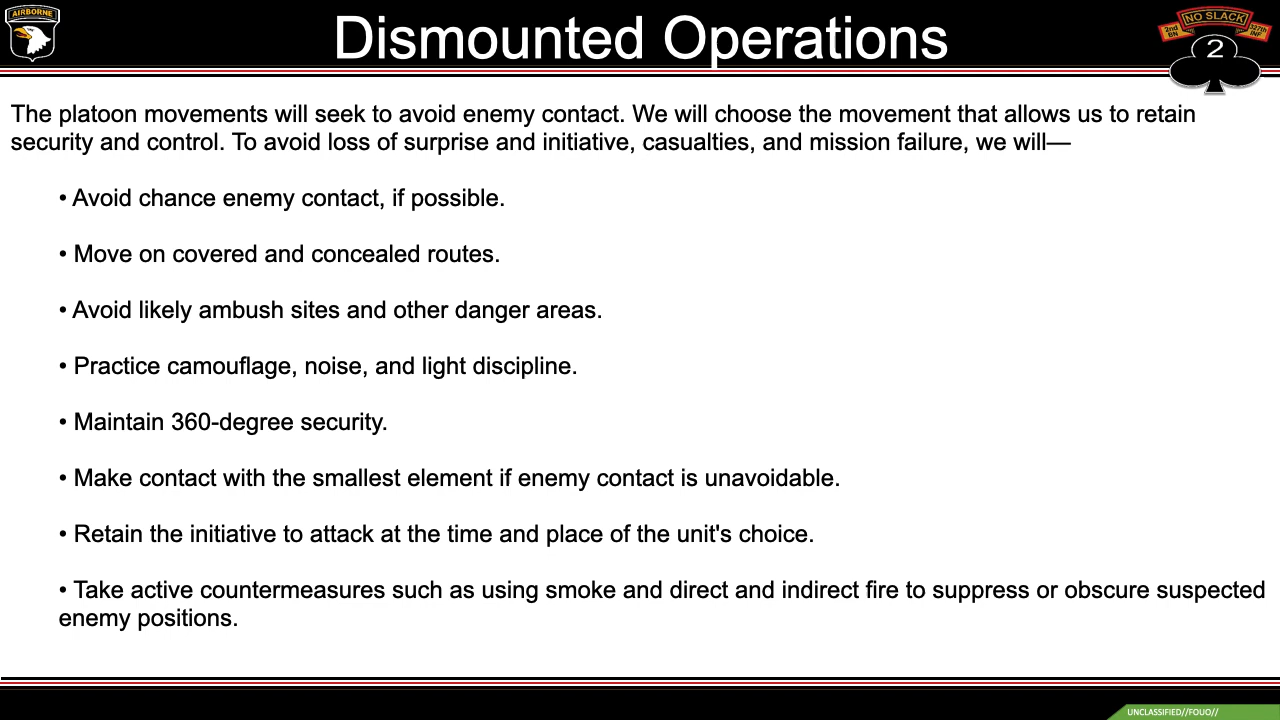 AIRBORNE
Dismounted Operations
NO SLACK
2nd BN
327th INF
2
The platoon movements will seek to avoid enemy contact. We will choose the movement that allows us to retain
security and control. To avoid loss of surprise and initiative, casualties, and mission failure, we will—
• Avoid chance enemy contact, if possible.
• Move on covered and concealed routes.
• Avoid likely ambush sites and other danger areas.
• Practice camouflage, noise, and light discipline.
• Maintain 360-degree security.
• Make contact with the smallest element if enemy contact is unavoidable.
• Retain the initiative to attack at the time and place of the unit's choice.
• Take active countermeasures such as using smoke and direct and indirect fire to suppress or obscure suspected
enemy positions.
UNCLASSIFIED//FOUO//